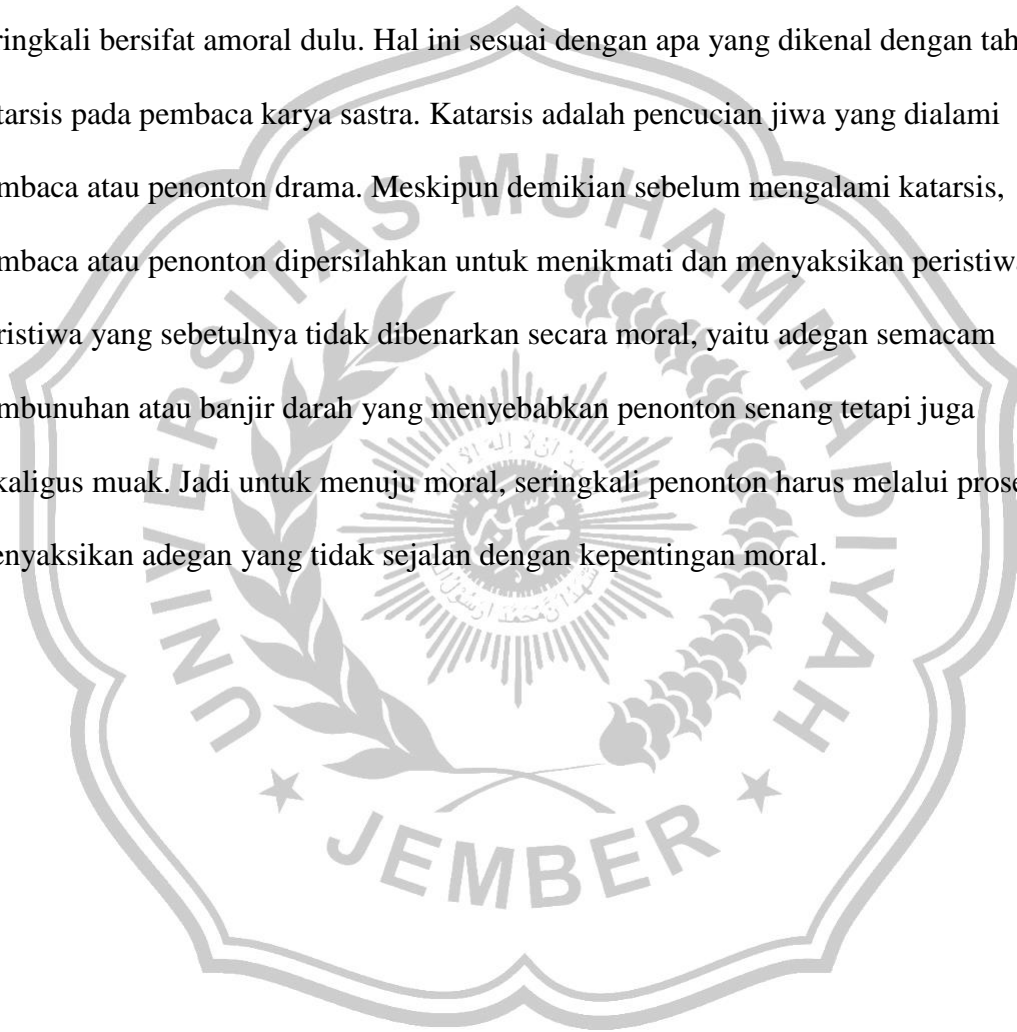 ringkali bersifat amoral dulu. Hal ini sesuai dengan apa yang dikenal dengan tah
tarsis pada pembaca karya sastra. Katarsis adalah pencucian jiwa yang dialami
mbaca atau penonton drama. Meskipun demikian sebelum mengalami katarsis,
mbaca atau penonton dipersilahkan untuk menikmati dan menyaksikan peristiwa
ristiwa yang sebetulnya tidak dibenarkan secara moral, yaitu adegan semacam
mbunuhan atau banjir darah yang menyebabkan penonton senang tetapi juga
kaligus muak. Jadi untuk menuju moral, seringkali penonton harus melalui prose
enyaksikan adegan yang tidak sejalan dengan kepentingan moral.
UNIVERSITAS MUHAMMADIYAH
JEMBER